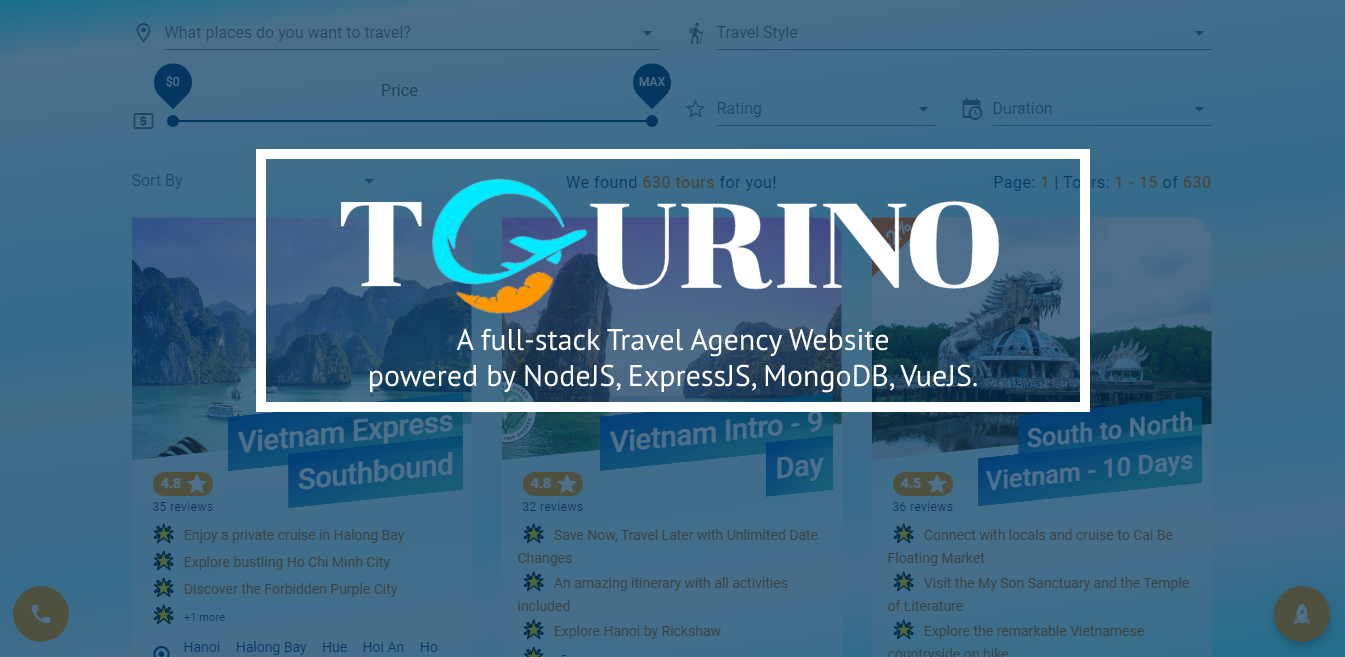 What places do you want to travel?
Travel Style
$0
Price
MAX
Rating
Duration
Sort By
We found 630 tours for you!
Page: 1 | Tours: 1 - 15 of 630
TOURINO
A full-stack Travel Agency Website
powered by NodeJS, ExpressJS, MongoDB, VueJS.
Vietnam Express
Southbound
4.8
35 reviews
Enjoy a private cruise in Halong Bay
Explore bustling Ho Chi Minh City
Discover the Forbidden Purple City
+1 more
Hanoi Halong Bay Hue Hoi An Ho
Vietnam Intro - 9
Day
4.8
32 reviews
Save Now, Travel Later with Unlimited Date
Changes
An amazing itinerary with all activities
included
Explore Hanoi by Rickshaw
South to North
Vietnam - 10 Days
4.5
36 reviews
Connect with locals and cruise to Cai Be
Floating Market
Visit the My Son Sanctuary and the Temple
of Literature
Explore the remarkable Vietnamese
countryside on bike